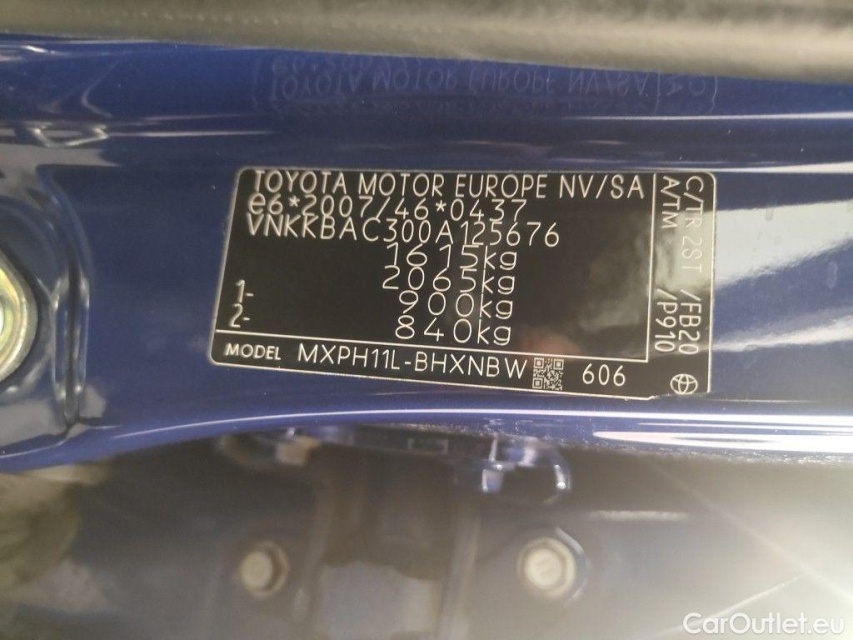 TOYOTA MOTOR EUROPE NV/SA
e6*2007/46*0437
VNKKBAC300A125676
1615kg
2065kg
1- 900kg
2- 840kg
MODEL MXPH11L-BHXNBW 606
C/TR 2ST /FB20
A/TM /P910
CarOutlet.eu